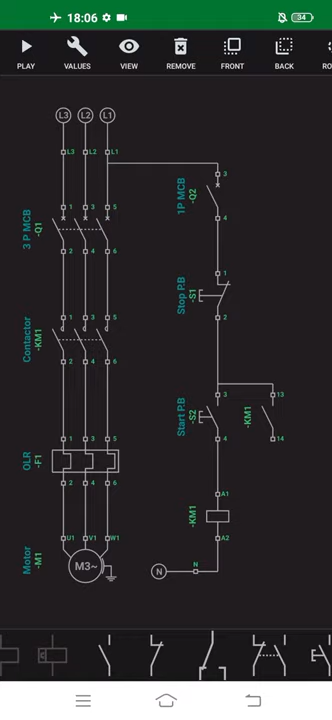 18:06
34
PLAY
VALUES
VIEW
REMOVE
FRONT
BACK
RO
L3 L2 L1
L3 L2 L1
3 P MCB
-Q1
1 3 5
2 4 6
1P MCB
-Q2
3
4
Stop P.B
-S1
1
2
Contactor
-KM1
1 3 5
2 4 6
Start P.B
-S2
3
4
-KM1
13
14
OLR
-F1
1 3 5
2 4 6
-KM1
A1
A2
Motor
-M1
U1 V1 W1
M3~
N
N